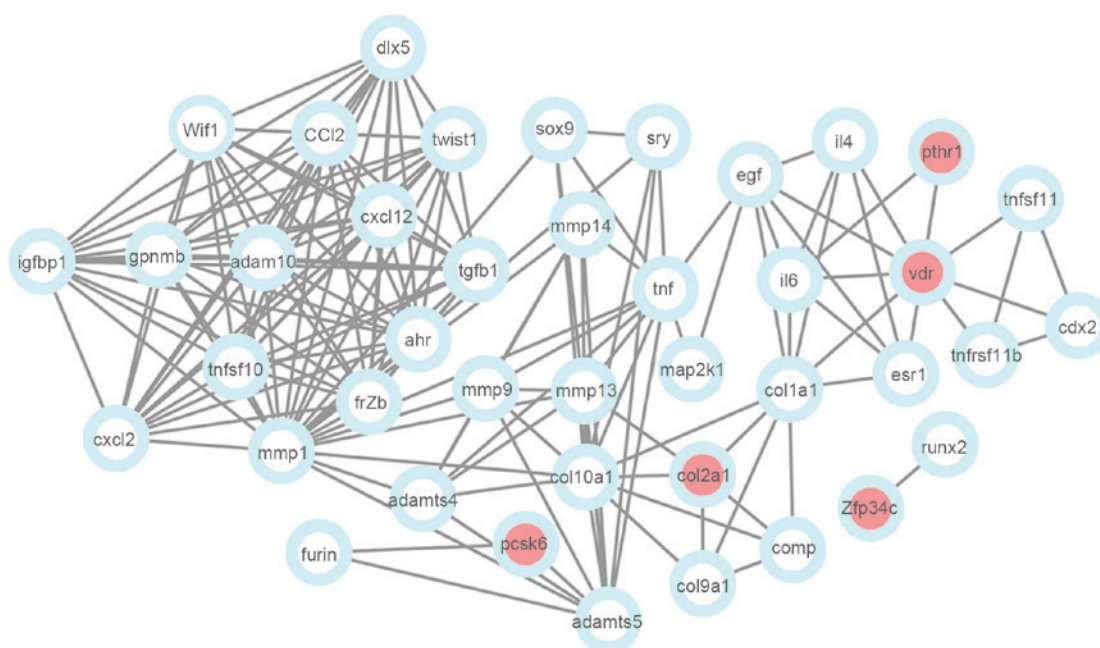 dlx5
Wif1
CCl2
twist1
sox9
sry
il4
pthr1
egf
tnfsf11
cxcl12
mmp14
igfbp1
gpnmb
adam10
tgfb1
tnf
il6
vdr
cdx2
ahr
tnfsf10
map2k1
tnfrsf11b
esr1
frZb
mmp9
mmp13
col1a1
cxcl2
mmp1
runx2
col10a1
col2a1
adamts4
Zfp34c
furin
pcsk6
comp
col9a1
adamts5